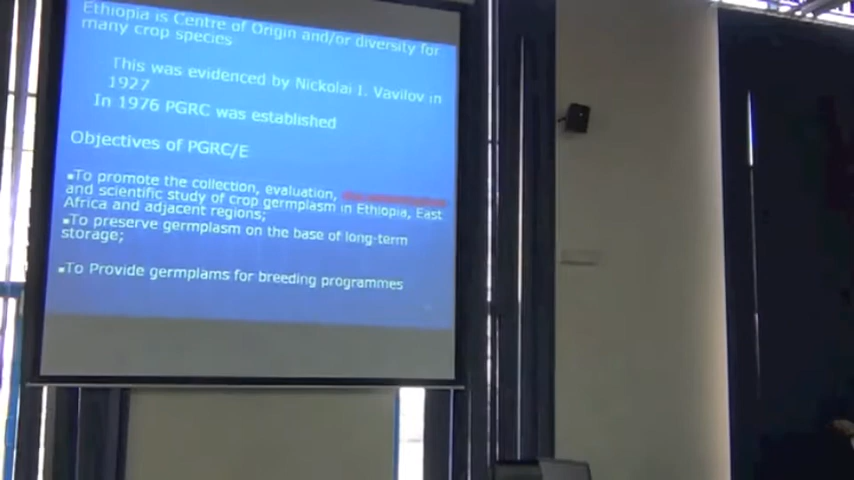 Ethiopia is Centre of Origin and/or diversity for
many crop species
This was evidenced by Nickolai I. Vavilov in
1927
In 1976 PGRC was established
Objectives of PGRC/E
▪To promote the collection, evaluation,
and scientific study of crop germplasm in Ethiopia, East
Africa and adjacent regions;
▪To preserve germplasm on the base of long-term
storage;
▪To Provide germplams for breeding programmes